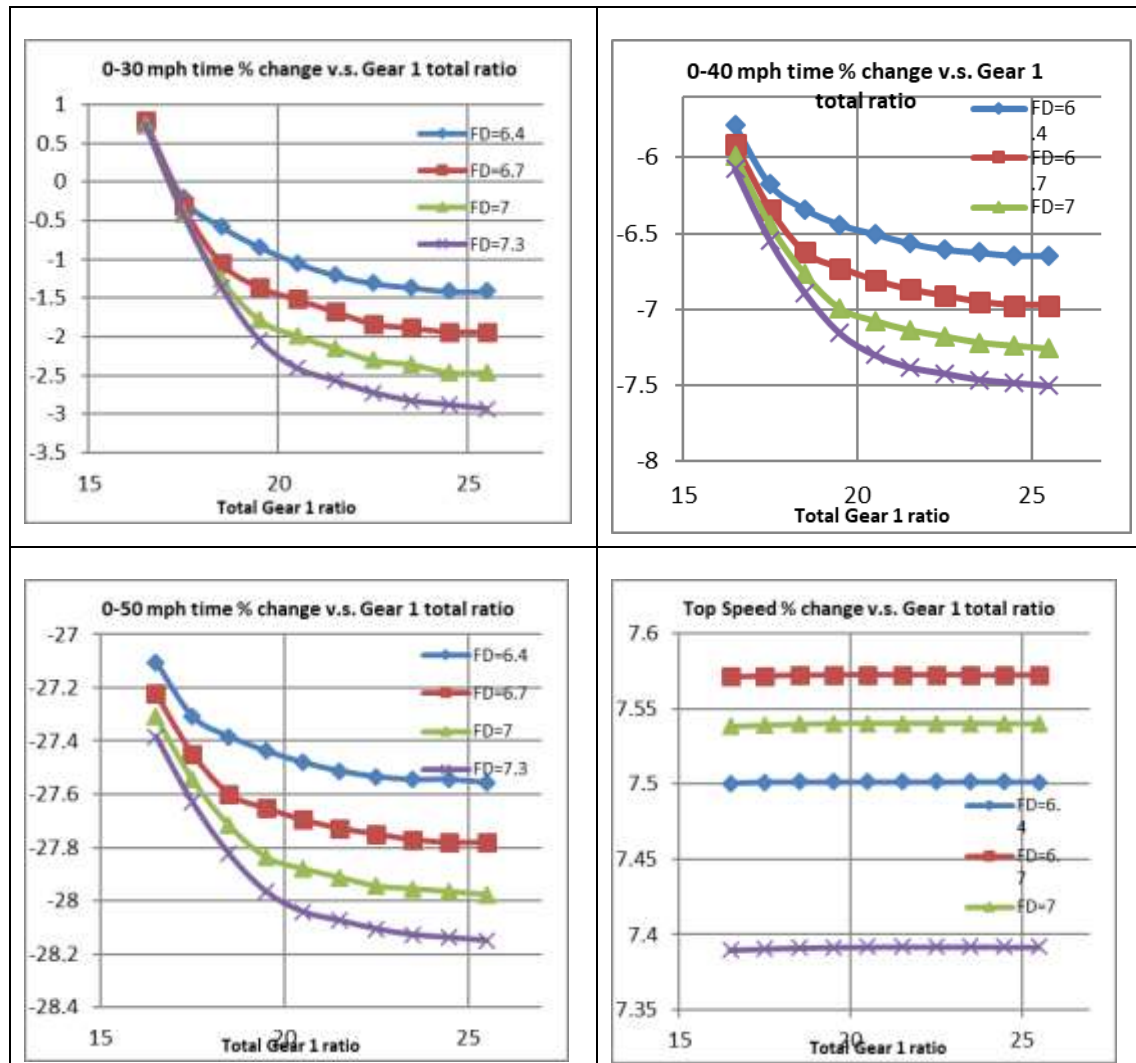 0-30 mph time % change v.s. Gear 1 total ratio
1
0.5
0
-0.5
-1
-1.5
-2
-2.5
-3
-3.5
FD=6.4
FD=6.7
FD=7
FD=7.3
15
20
25
Total Gear 1 ratio
0-40 mph time % change v.s. Gear 1
total ratio
-6
-6.5
-7
-7.5
-8
FD=6
.4
FD=6
.7
FD=7
15
20
25
Total Gear 1 ratio
0-50 mph time % change v.s. Gear 1 total ratio
-27
-27.2
-27.4
-27.6
-27.8
-28
-28.2
-28.4
FD=6.4
FD=6.7
FD=7
FD=7.3
15
20
25
Total Gear 1 ratio
Top Speed % change v.s. Gear 1 total ratio
7.6
7.55
7.5
7.45
7.4
7.35
FD=6.
4
FD=6.
7
FD=7
15
20
25
Total Gear 1 ratio